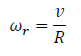 ωᵣ = v/R